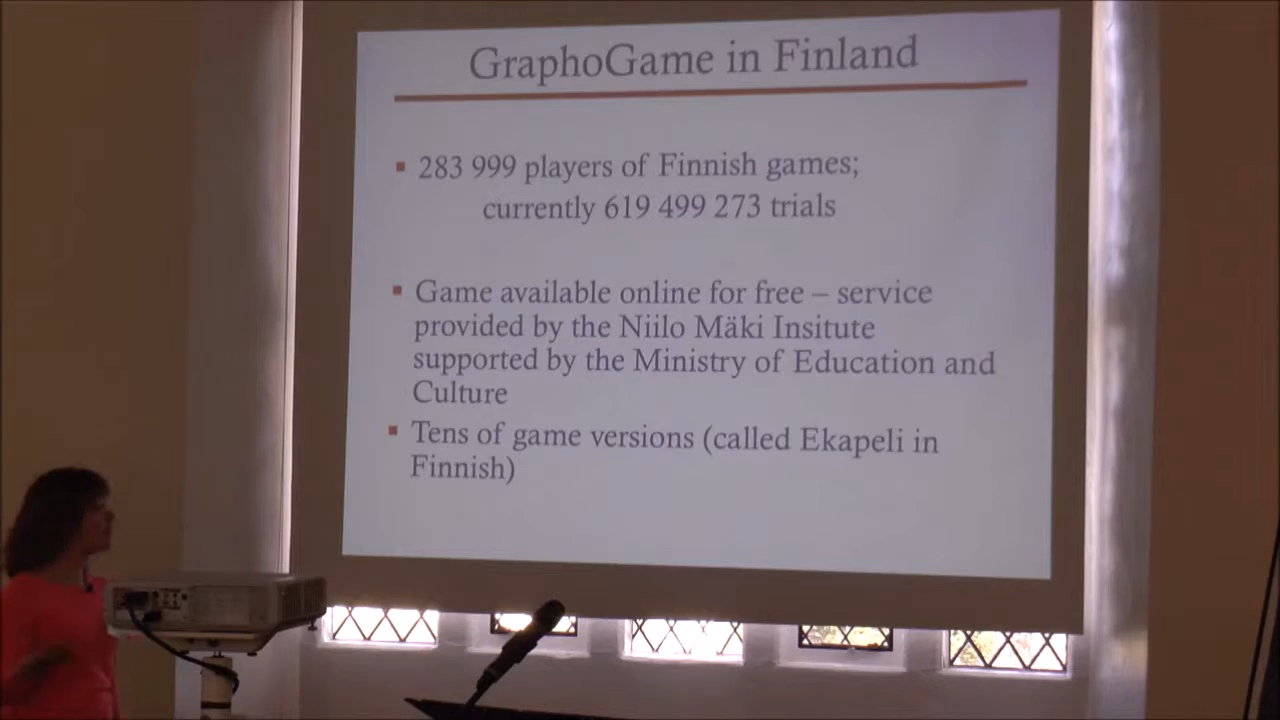 GraphoGame in Finland
▪ 283 999 players of Finnish games;
currently 619 499 273 trials
▪ Game available online for free – service
provided by the Niilo Mäki Insitute
supported by the Ministry of Education and
Culture
▪ Tens of game versions (called Ekapeli in
Finnish)